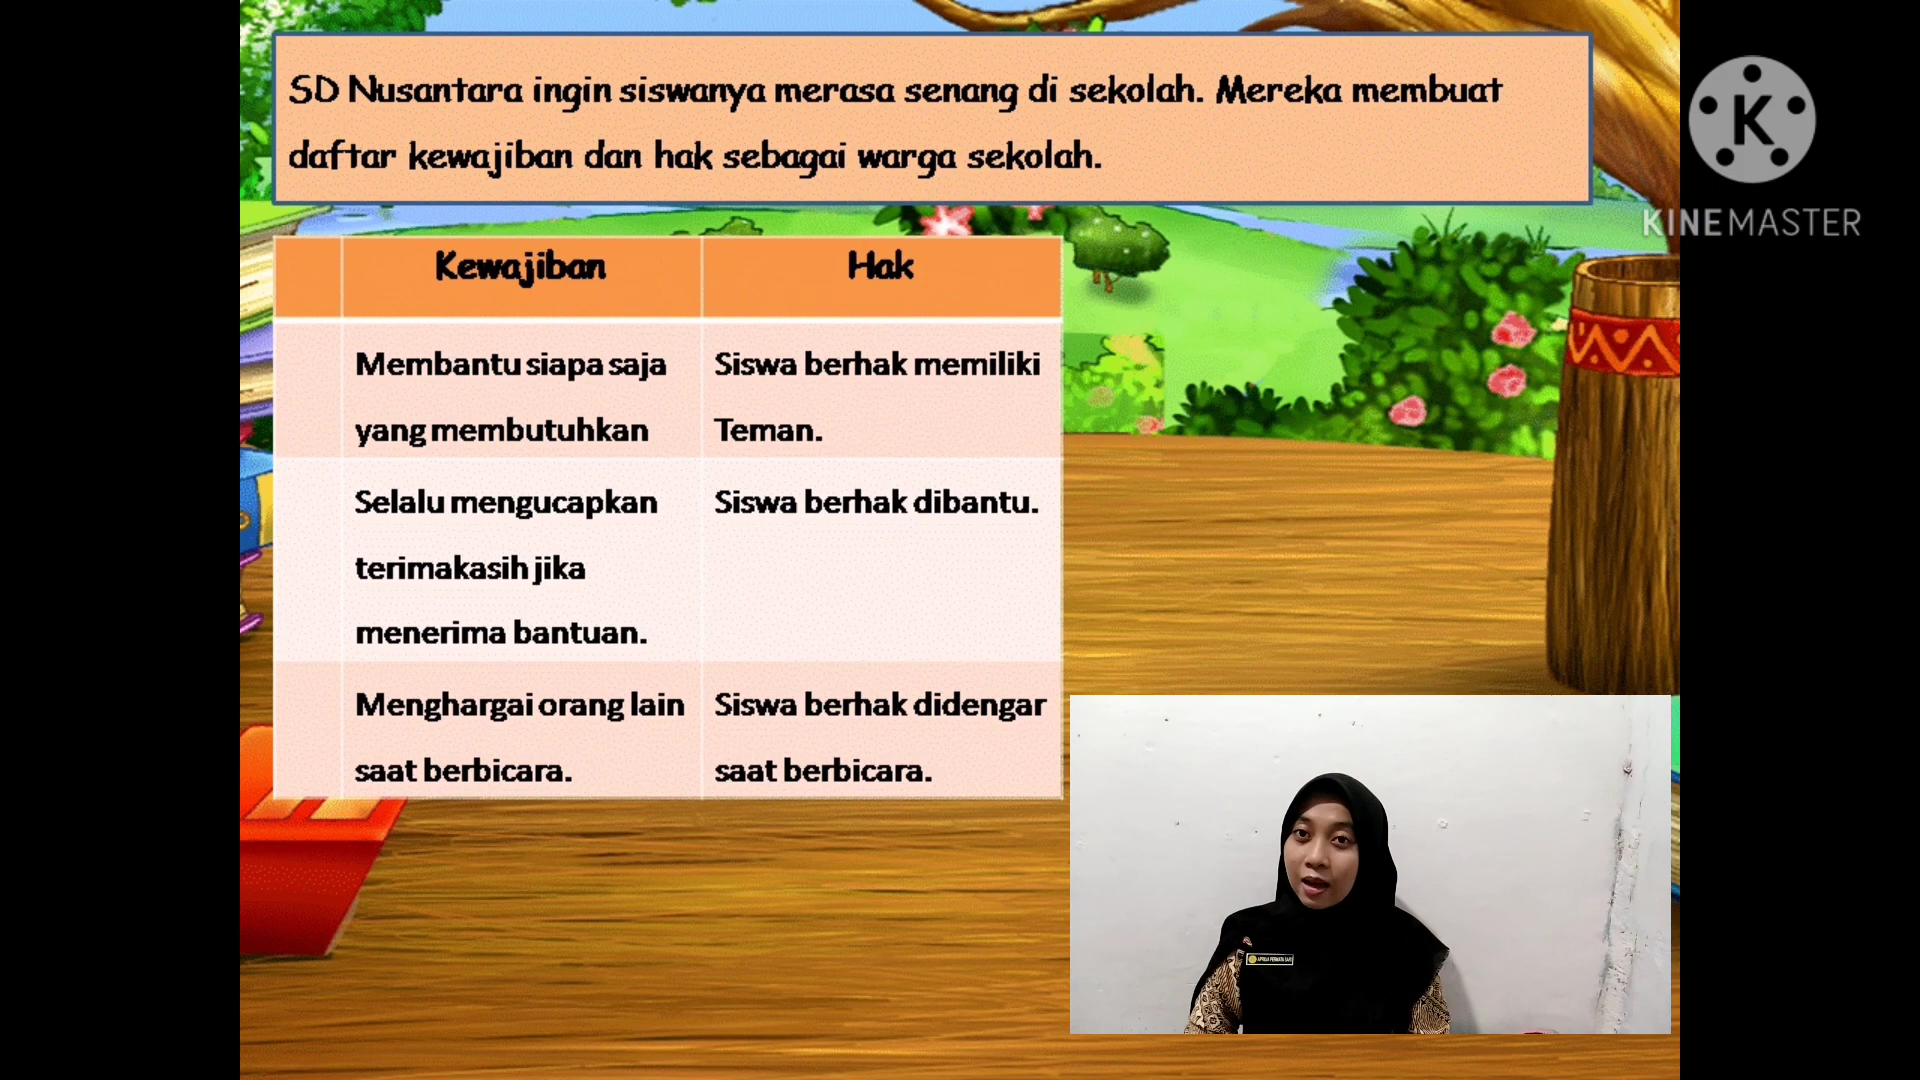 SD Nusantara ingin siswanya merasa senang di sekolah. Mereka membuat
daftar kewajiban dan hak sebagai warga sekolah.
K
KINEMASTER
Kewajiban
Hak
Membantu siapa saja
yang membutuhkan
Siswa berhak memiliki
Teman.
Selalu mengucapkan
terimakasih jika
menerima bantuan.
Siswa berhak dibantu.
Menghargai orang lain
saat berbicara.
Siswa berhak didengar
saat berbicara.